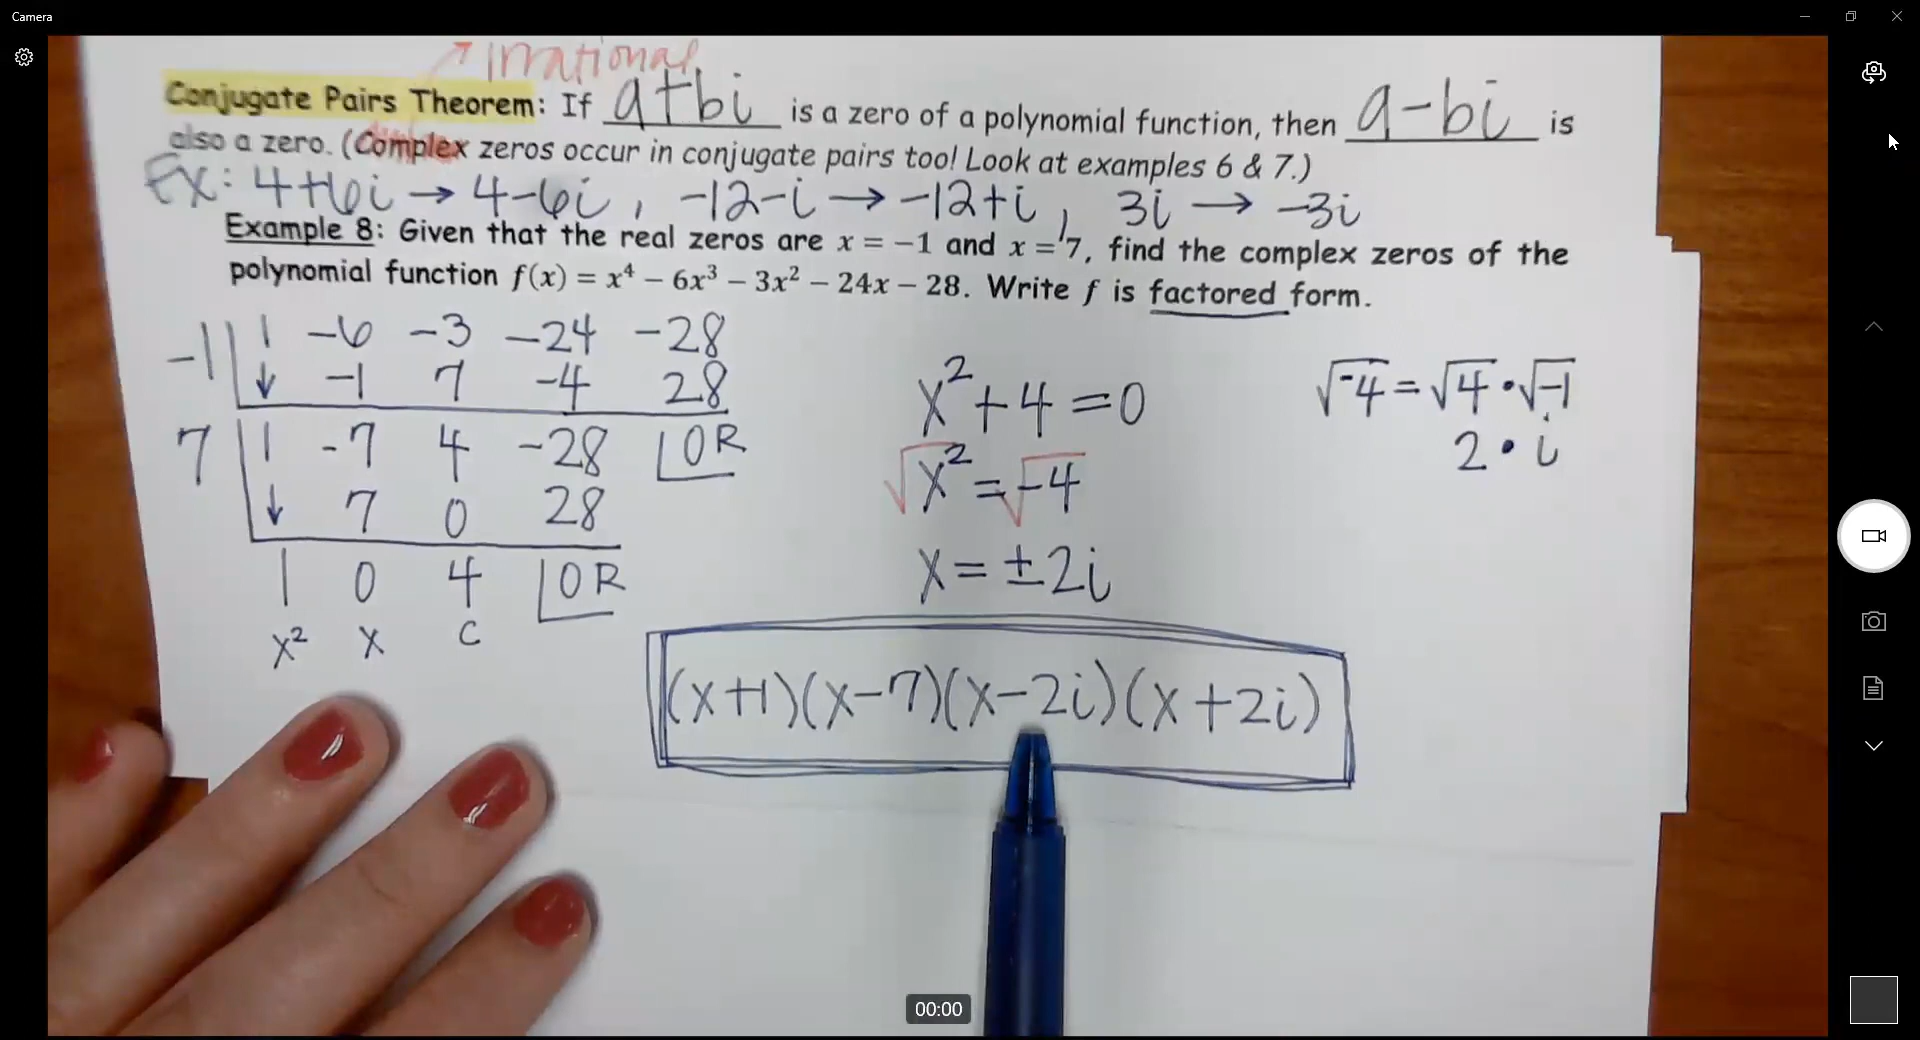 Camera
irrational
Conjugate Pairs Theorem: If a+bi is a zero of a polynomial function, then a-bi is
also a zero. (Complex zeros occur in conjugate pairs too! Look at examples 6 & 7.)
Ex: 4+6i → 4-6i, -12-i → -12+i, 3i → -3i
Example 8: Given that the real zeros are x = −1 and x = 7, find the complex zeros of the
polynomial function f(x) = x⁴ − 6x³ − 3x² − 24x − 28. Write f is factored form.
-1 1 -6 -3 -24 -28
↓ -1 7 -4 28
7 1 -7 4 -28 0 R
↓ 7 0 28
1 0 4 0 R
x² x c
x²+4=0
√x²=√-4
x=±2i
√-4=√4•√-1
2•i
(x+1)(x-7)(x-2i)(x+2i)
00:00